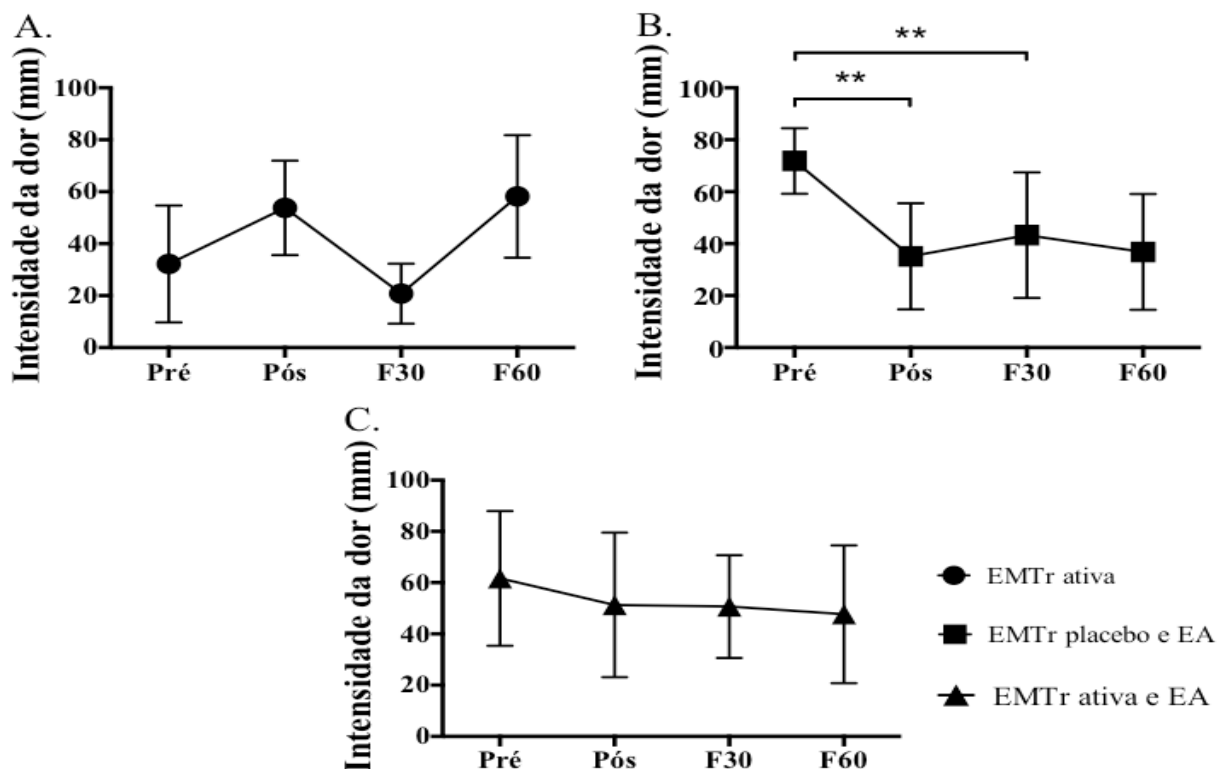 A.
Intensidade da dor (mm)
100
80
60
40
20
0
Pré Pós F30 F60
B.
**
**
Intensidade da dor (mm)
100
80
60
40
20
0
Pré Pós F30 F60
C.
Intensidade da dor (mm)
100
80
60
40
20
0
Pré Pós F30 F60
EMTr ativa
EMTr placebo e EA
EMTr ativa e EA